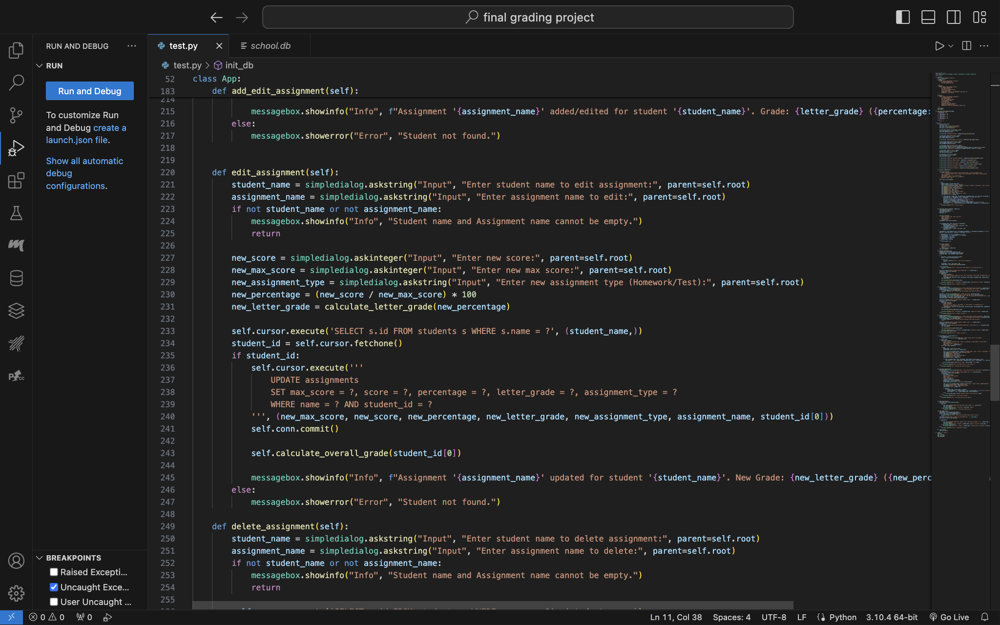 final grading project
RUN AND DEBUG ···
RUN
Run and Debug
To customize Run
and Debug create a
launch.json file.
Show all automatic
debug
configurations.
BREAKPOINTS
Raised Excepti...
Uncaught Exce...
User Uncaught ...
test.py
school.db
test.py > init_db
52 class App:
183 def add_edit_assignment(self):
214
215 messagebox.showinfo("Info", f"Assignment '{assignment_name}' added/edited for student '{student_name}'. Grade: {letter_grade} ({percentage:
216 else:
217 messagebox.showerror("Error", "Student not found.")
218
219
220 def edit_assignment(self):
221 student_name = simpledialog.askstring("Input", "Enter student name to edit assignment:", parent=self.root)
222 assignment_name = simpledialog.askstring("Input", "Enter assignment name to edit:", parent=self.root)
223 if not student_name or not assignment_name:
224 messagebox.showinfo("Info", "Student name and Assignment name cannot be empty.")
225 return
226
227 new_score = simpledialog.askinteger("Input", "Enter new score:", parent=self.root)
228 new_max_score = simpledialog.askinteger("Input", "Enter new max score:", parent=self.root)
229 new_assignment_type = simpledialog.askstring("Input", "Enter new assignment type (Homework/Test):", parent=self.root)
230 new_percentage = (new_score / new_max_score) * 100
231 new_letter_grade = calculate_letter_grade(new_percentage)
232
233 self.cursor.execute('SELECT s.id FROM students s WHERE s.name = ?', (student_name,))
234 student_id = self.cursor.fetchone()
235 if student_id:
236 self.cursor.execute('''
237 UPDATE assignments
238 SET max_score = ?, score = ?, percentage = ?, letter_grade = ?, assignment_type = ?
239 WHERE name = ? AND student_id = ?
240 ''', (new_max_score, new_score, new_percentage, new_letter_grade, new_assignment_type, assignment_name, student_id[0]))
241 self.conn.commit()
242
243 self.calculate_overall_grade(student_id[0])
244
245 messagebox.showinfo("Info", f"Assignment '{assignment_name}' updated for student '{student_name}'. New Grade: {new_letter_grade} ({new_perc
246 else:
247 messagebox.showerror("Error", "Student not found.")
248
249 def delete_assignment(self):
250 student_name = simpledialog.askstring("Input", "Enter student name to delete assignment:", parent=self.root)
251 assignment_name = simpledialog.askstring("Input", "Enter assignment name to delete:", parent=self.root)
252 if not student_name or not assignment_name:
253 messagebox.showinfo("Info", "Student name and Assignment name cannot be empty.")
254 return
255
0 0 0 Ln 11, Col 38 Spaces: 4 UTF-8 LF Python 3.10.4 64-bit Go Live